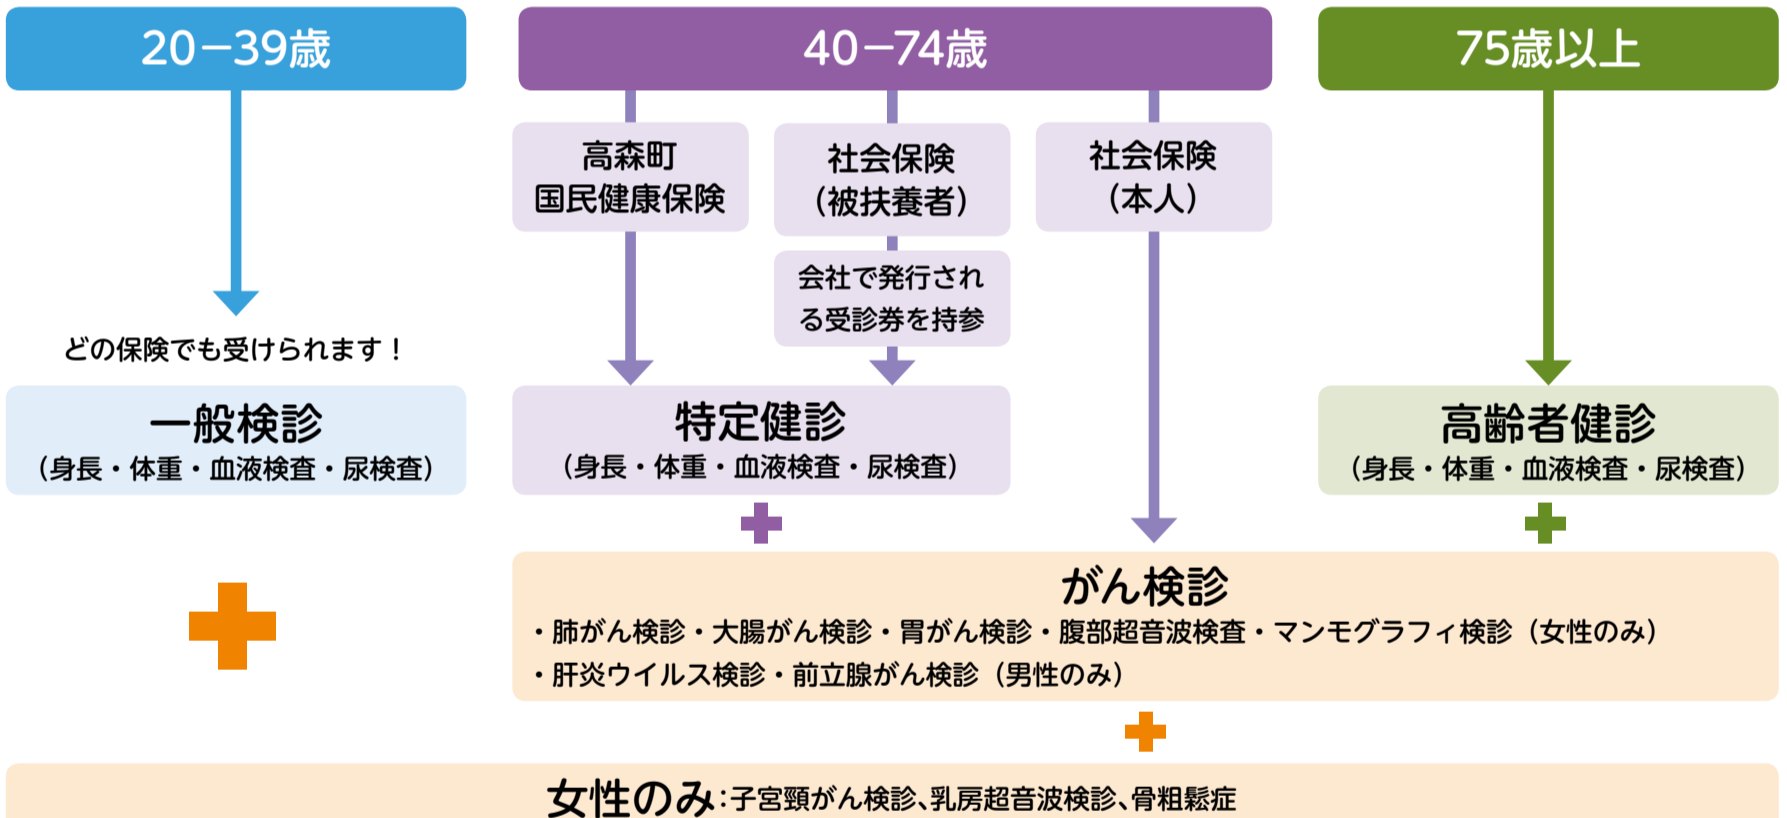 20−39歳
40−74歳
75歳以上
高森町
国民健康保険
社会保険
（被扶養者）
社会保険
（本人）
会社で発行され
る受診券を持参
どの保険でも受けられます！
一般検診
（身長・体重・血液検査・尿検査）
特定健診
（身長・体重・血液検査・尿検査）
高齢者健診
（身長・体重・血液検査・尿検査）
がん検診
・肺がん検診・大腸がん検診・胃がん検診・腹部超音波検査・マンモグラフィ検診（女性のみ）
・肝炎ウイルス検診・前立腺がん検診（男性のみ）
女性のみ：子宮頸がん検診、乳房超音波検診、骨粗鬆症